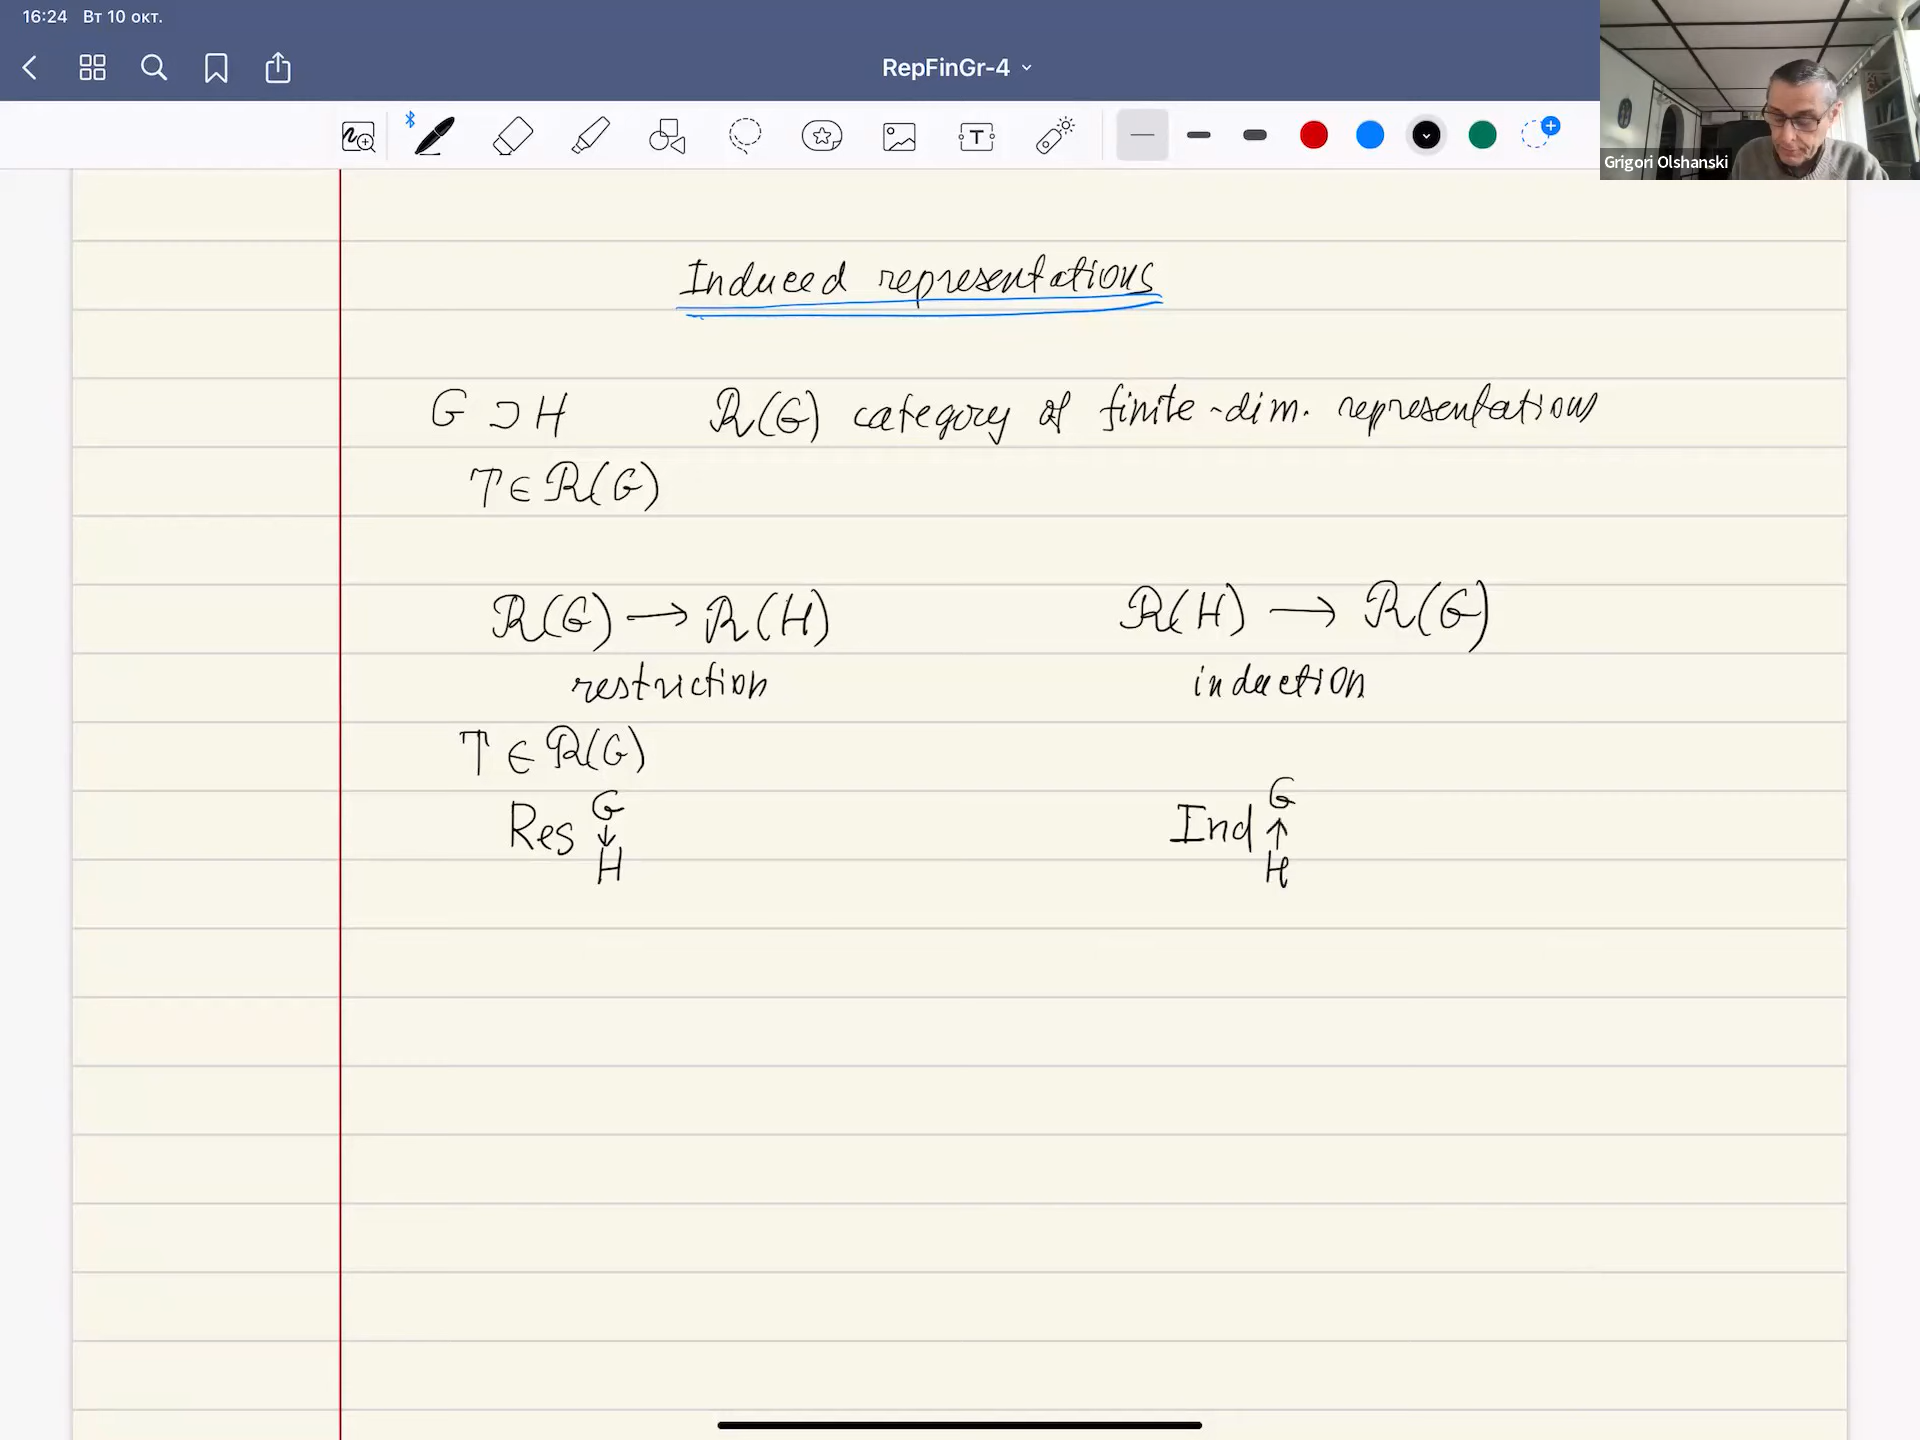 16:24 Вт 10 окт.
RepFinGr-4
Grigori Olshanski
Induced representations
G ⊃ H R(G) category of finite-dim. representations
T ∈ R(G)
R(G) → R(H) R(H) → R(G)
restriction induction
T ∈ R(G)
Res G ↓ H Ind G ↑ H